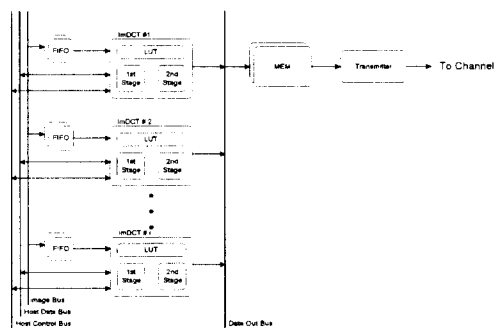 ImDCT #1
FIFO
LUT
1st
Stage
2nd
Stage
MEM
Transmitter
To Channel
ImDCT # 2
FIFO
LUT
1st
Stage
2nd
Stage
ImDCT #
FIFO
LUT
1st
Stage
2nd
Stage
Image Bus
Host Data Bus
Host Control Bus
Data Out Bus